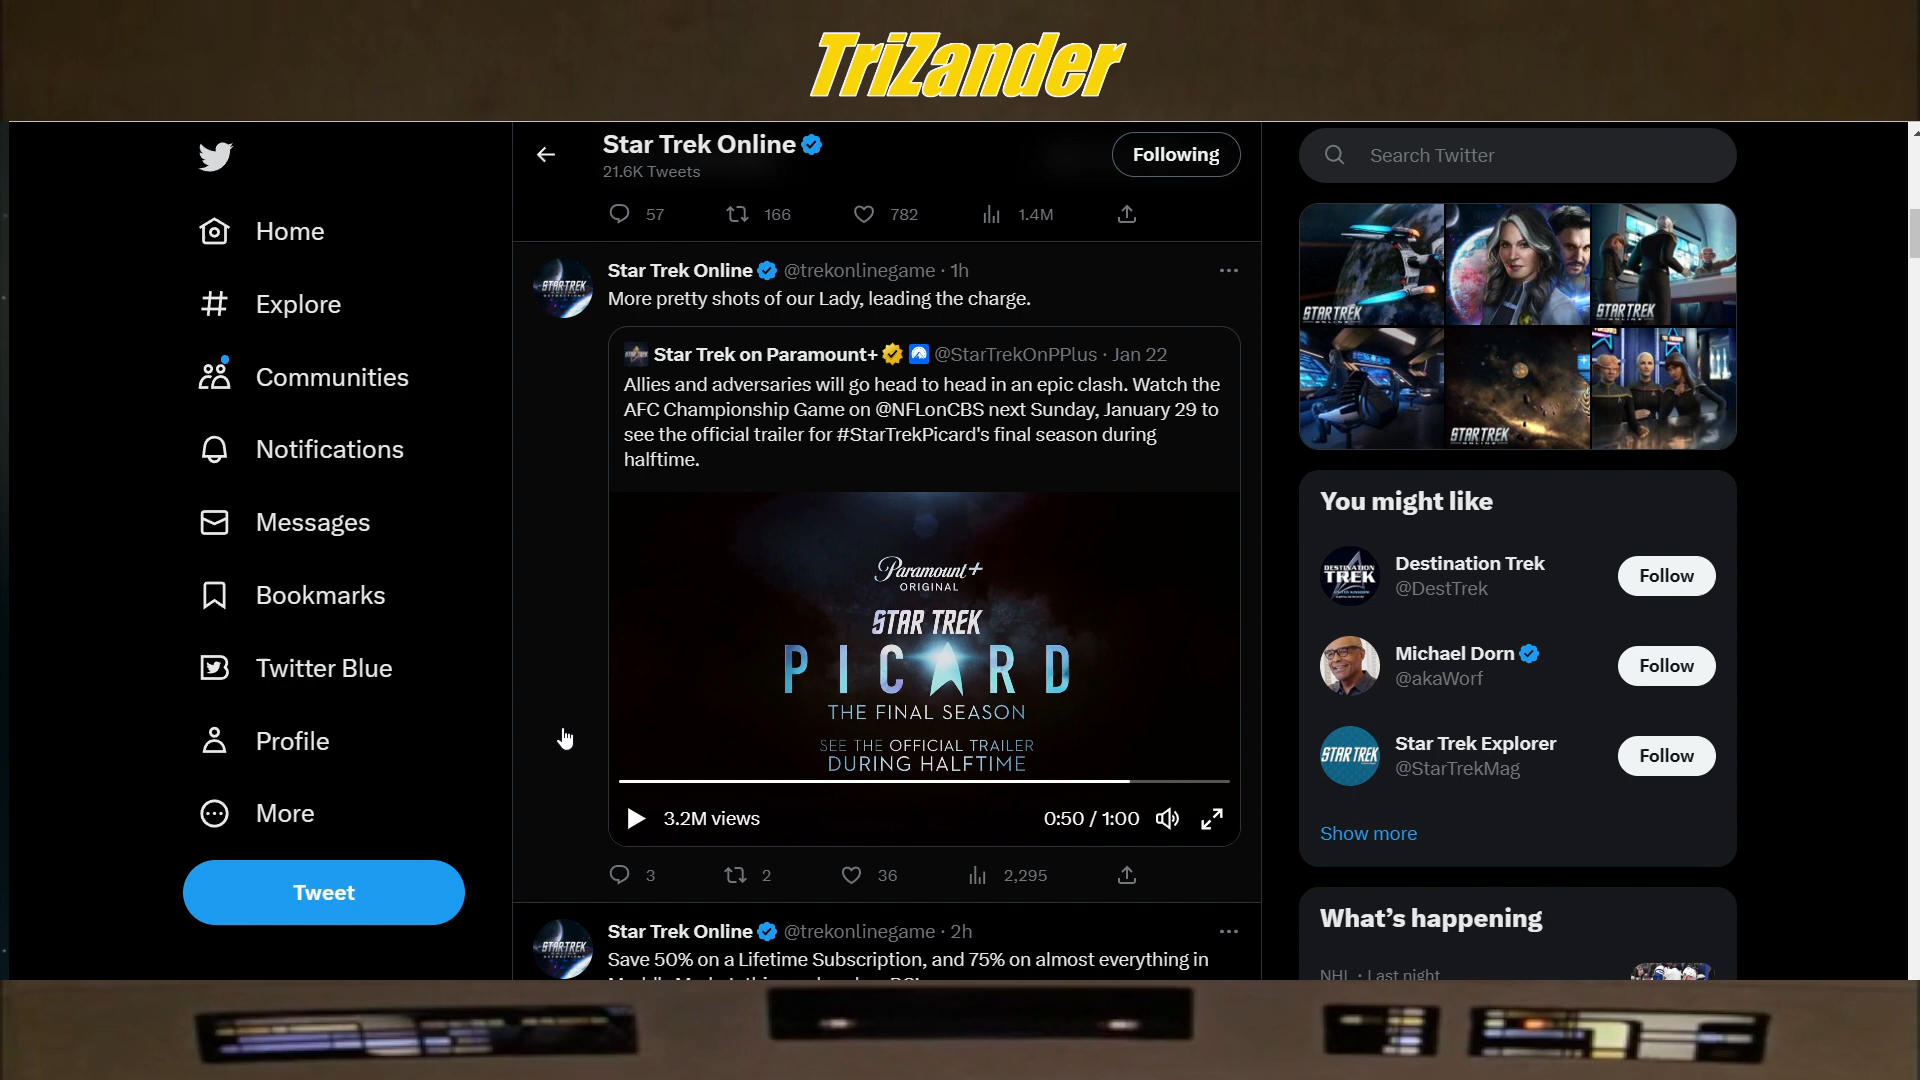 TriZander
Star Trek Online
21.6K Tweets
Following
Search Twitter
57
166
782
1.4M
Home
Explore
Communities
Notifications
Messages
Bookmarks
Twitter Blue
Profile
More
Tweet
Star Trek Online @trekonlinegame · 1h
More pretty shots of our Lady, leading the charge.
Star Trek on Paramount+ @StarTrekOnPPlus · Jan 22
Allies and adversaries will go head to head in an epic clash. Watch the
AFC Championship Game on @NFLonCBS next Sunday, January 29 to
see the official trailer for #StarTrekPicard's final season during
halftime.
Paramount+
ORIGINAL
STAR TREK
PICARD
THE FINAL SEASON
SEE THE OFFICIAL TRAILER
DURING HALFTIME
3.2M views
0:50 / 1:00
3
2
36
2,295
Star Trek Online @trekonlinegame · 2h
Save 50% on a Lifetime Subscription, and 75% on almost everything in
STAR TREK
STAR TREK
STAR TREK
You might like
DESTINATION
TREK
Destination Trek
@DestTrek
Follow
Michael Dorn
@akaWorf
Follow
STAR TREK
Star Trek Explorer
@StarTrekMag
Follow
Show more
What's happening
NHL · Last night